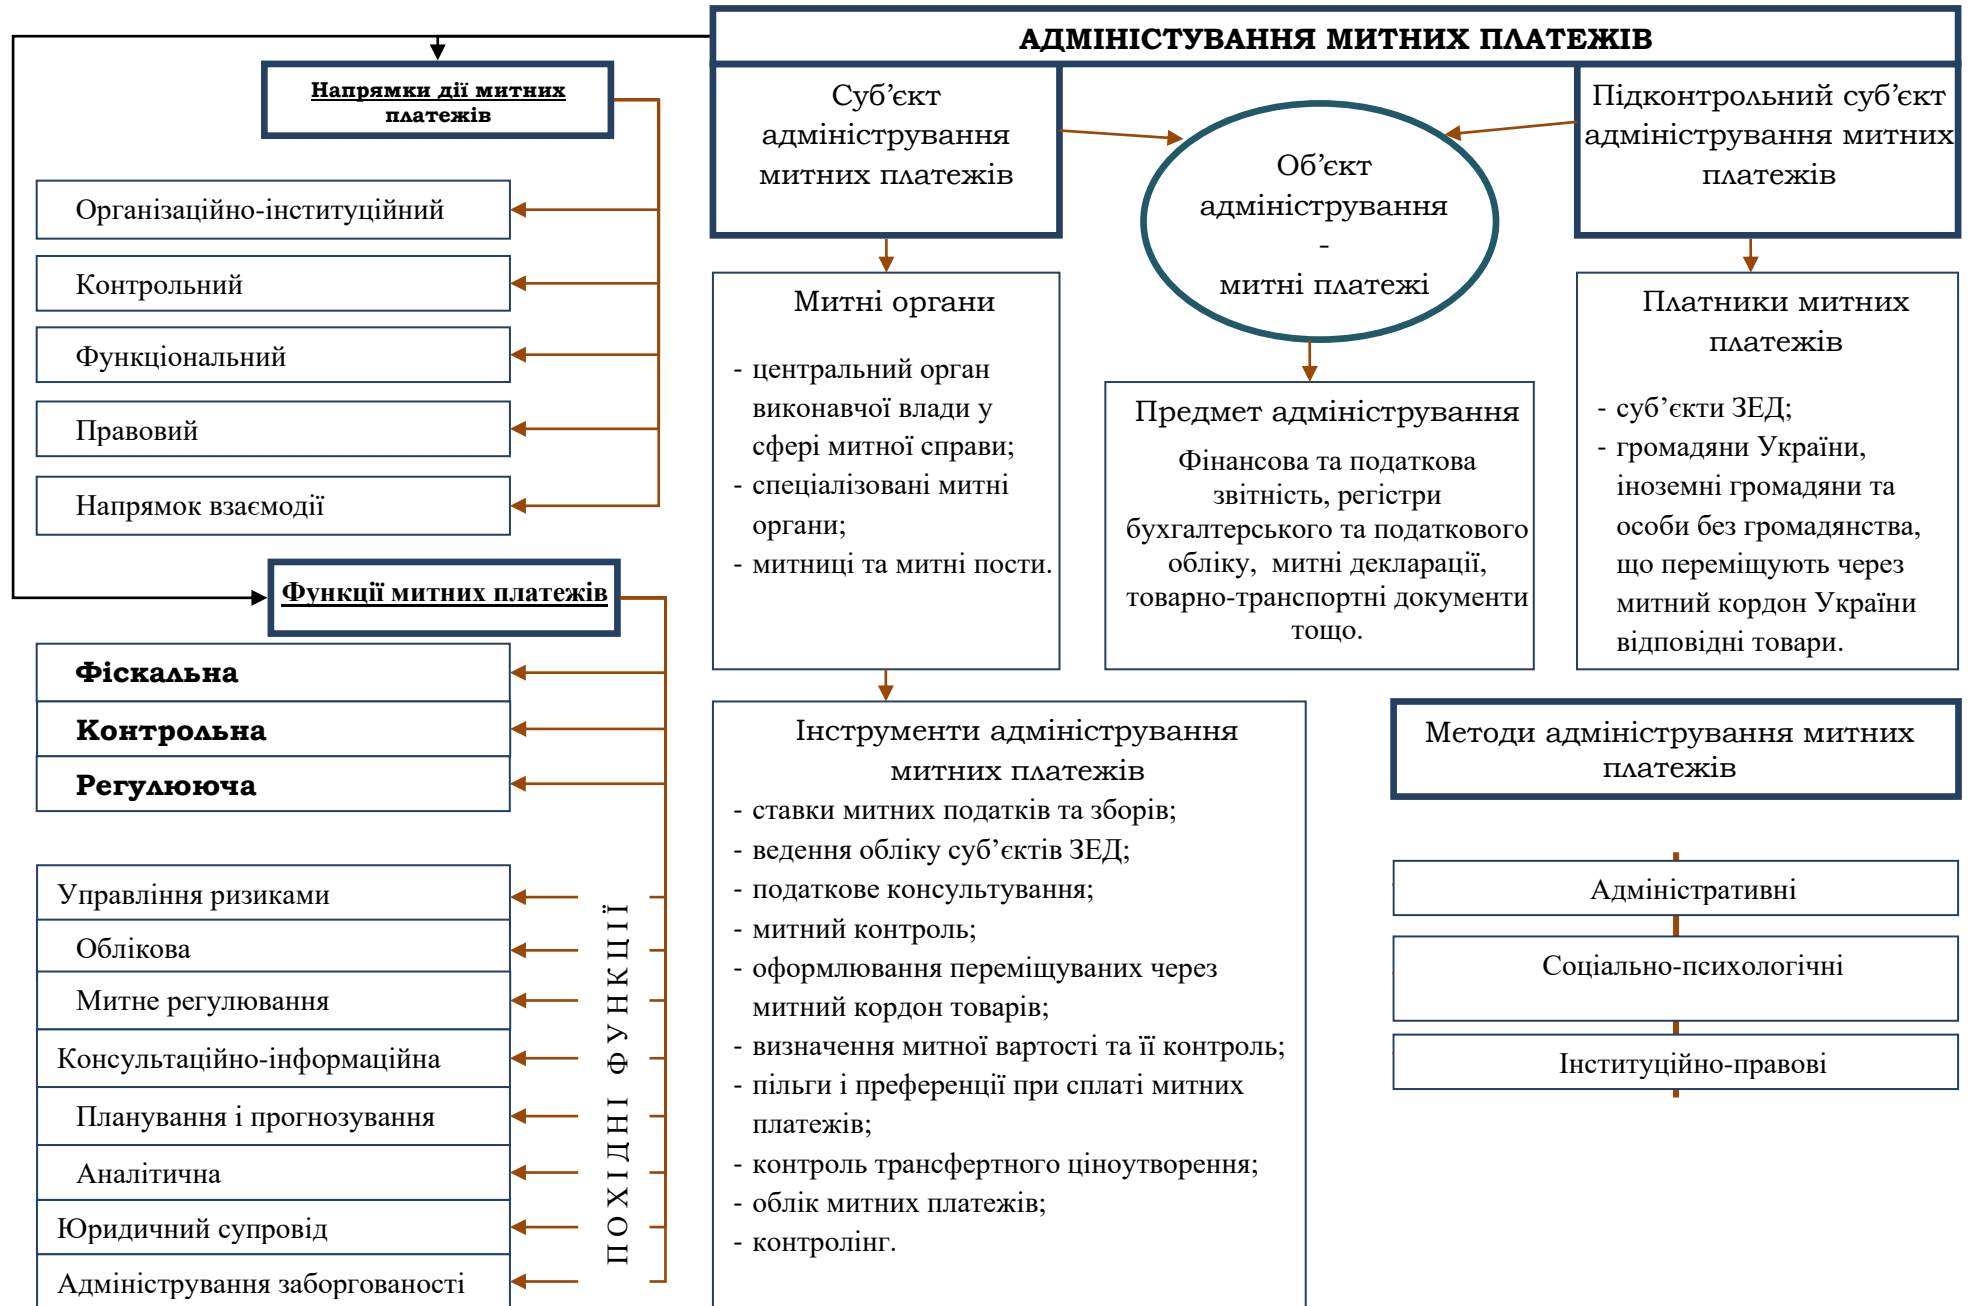 АДМІНІСТУВАННЯ МИТНИХ ПЛАТЕЖІВ
Напрямки дії митних
платежів
Організаційно-інституційний
Контрольний
Функціональний
Правовий
Напрямок взаємодії
Функції митних платежів
Фіскальна
Контрольна
Регулююча
Управління ризиками
Облікова
Митне регулювання
Консультаційно-інформаційна
Планування і прогнозування
Аналітична
Юридичний супровід
Адміністрування заборгованості
ПОХІДНІ ФУНКЦІЇ
Суб’єкт
адміністрування
митних платежів
Об’єкт
адміністрування
-
митні платежі
Підконтрольний суб’єкт
адміністрування митних
платежів
Митні органи
- центральний орган
виконавчої влади у
сфері митної справи;
- спеціалізовані митні
органи;
- митниці та митні пости.
Предмет адміністрування
Фінансова та податкова
звітність, регістри
бухгалтерського та податкового
обліку, митні декларації,
товарно-транспортні документи
тощо.
Платники митних
платежів
- суб’єкти ЗЕД;
- громадяни України,
іноземні громадяни та
особи без громадянства,
що переміщують через
митний кордон України
відповідні товари.
Інструменти адміністрування
митних платежів
- ставки митних податків та зборів;
- ведення обліку суб’єктів ЗЕД;
- податкове консультування;
- митний контроль;
- оформлювання переміщуваних через
митний кордон товарів;
- визначення митної вартості та її контроль;
- пільги і преференції при сплаті митних
платежів;
- контроль трансфертного ціноутворення;
- облік митних платежів;
- контролінг.
Методи адміністрування митних
платежів
Адміністративні
Соціально-психологічні
Інституційно-правові